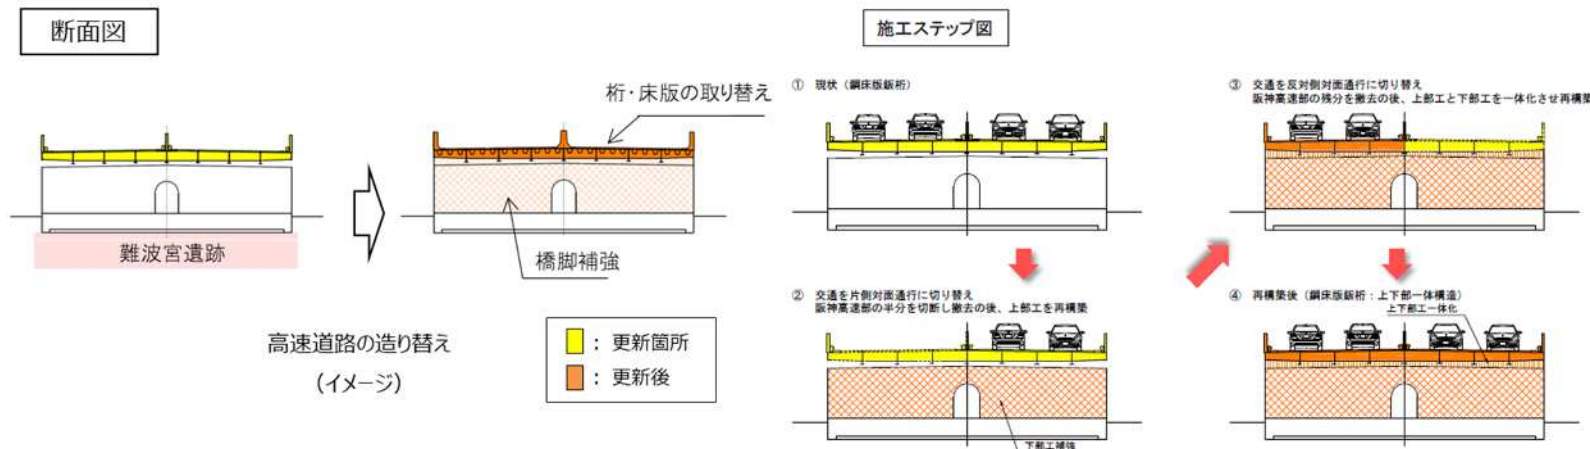 断面図
桁・床版の取り替え
難波宮遺跡
橋脚補強
高速道路の造り替え
（イメージ）
：更新箇所
：更新後
施工ステップ図
① 現状（鋼床版鈑桁）
② 交通を片側対面通行に切り替え
阪神高速部の半分を切断し撤去の後、上部工を再構築
下部工補強
③ 交通を反対側対面通行に切り替え
阪神高速部の残分を撤去の後、上部工と下部工を一体化させ再構築
④ 再構築後（鋼床版鈑桁：上下部一体構造）
上下部工一体化